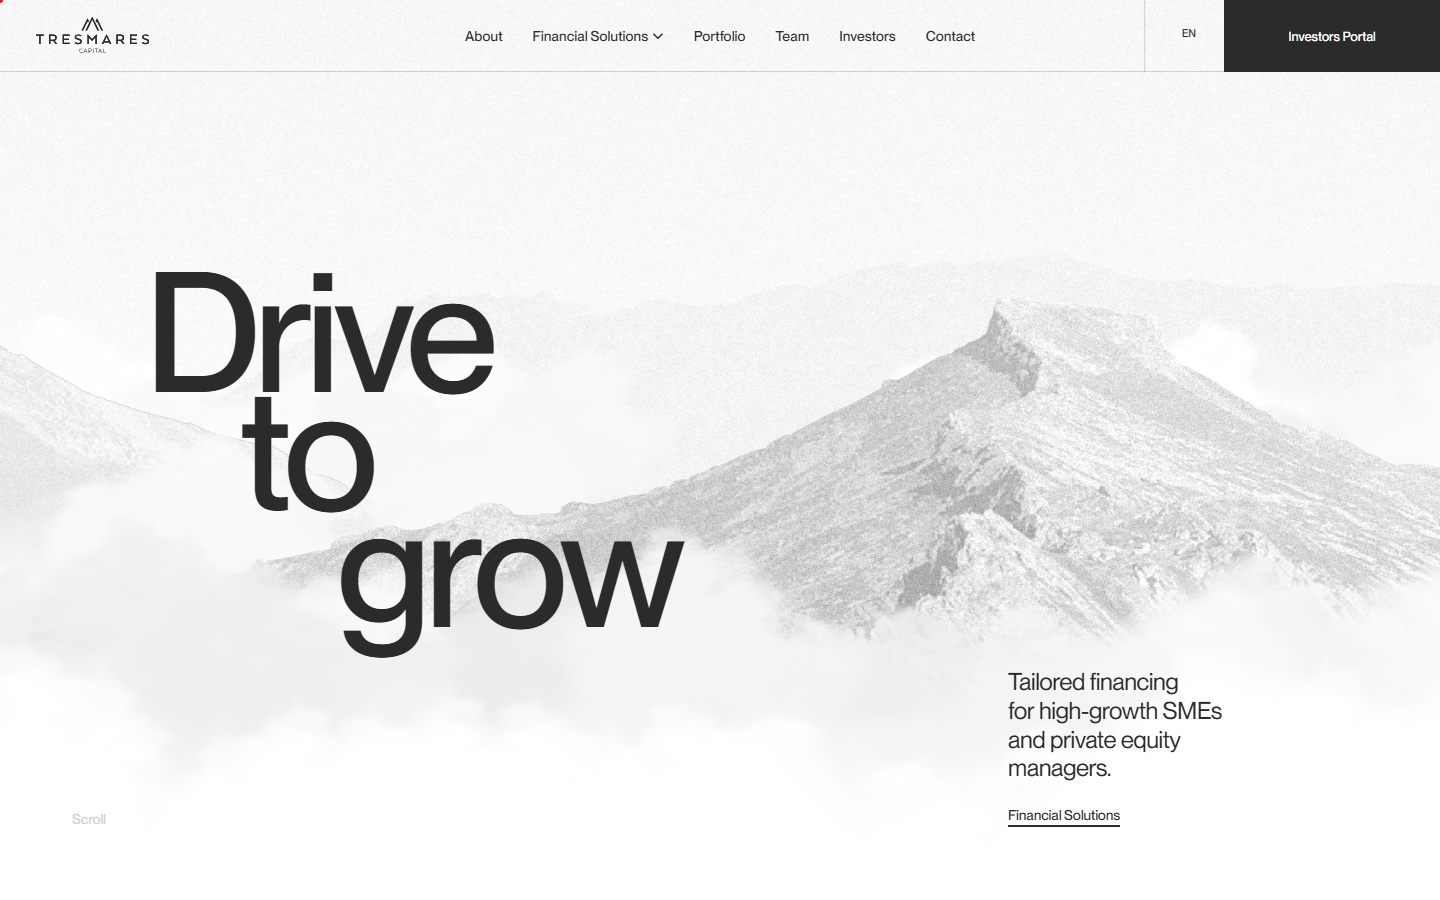 TRESMARES
CAPITAL
About
Financial Solutions
Portfolio
Team
Investors
Contact
EN
Investors Portal
Drive
to
grow
Tailored financing
for high-growth SMEs
and private equity
managers.
Financial Solutions
Scroll